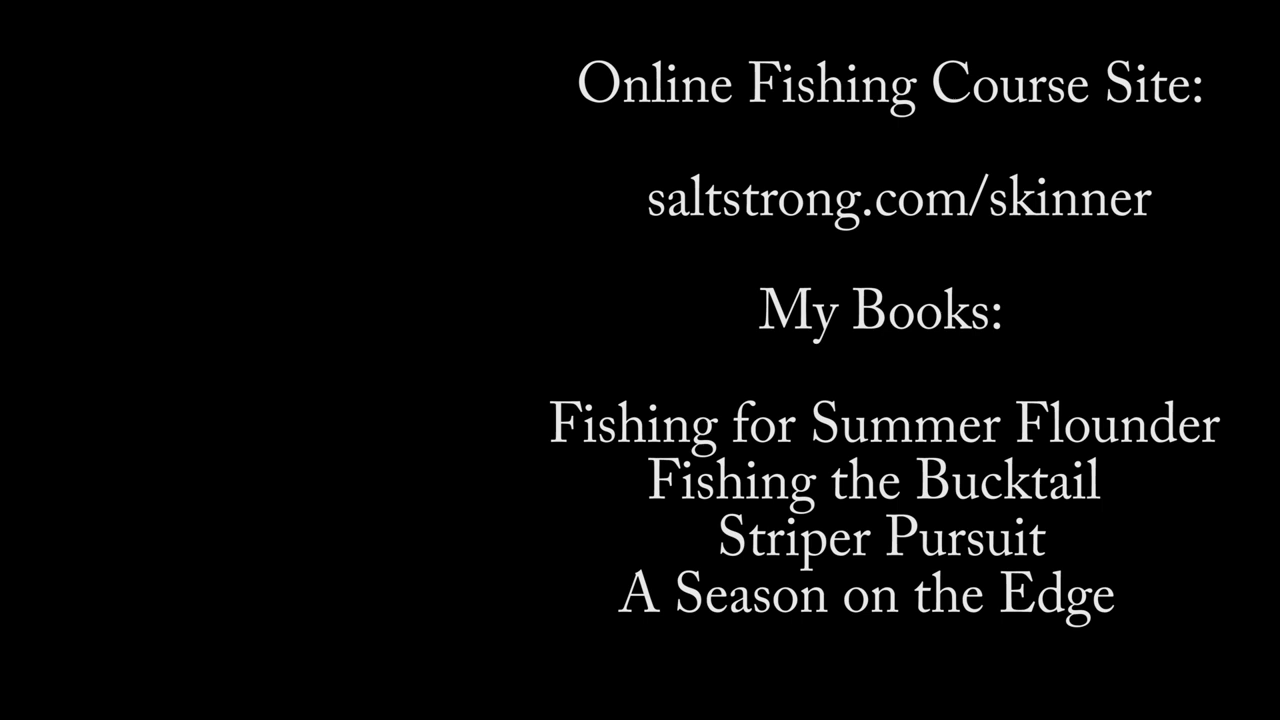 Online Fishing Course Site:
saltstrong.com/skinner
My Books:
Fishing for Summer Flounder
Fishing the Bucktail
Striper Pursuit
A Season on the Edge